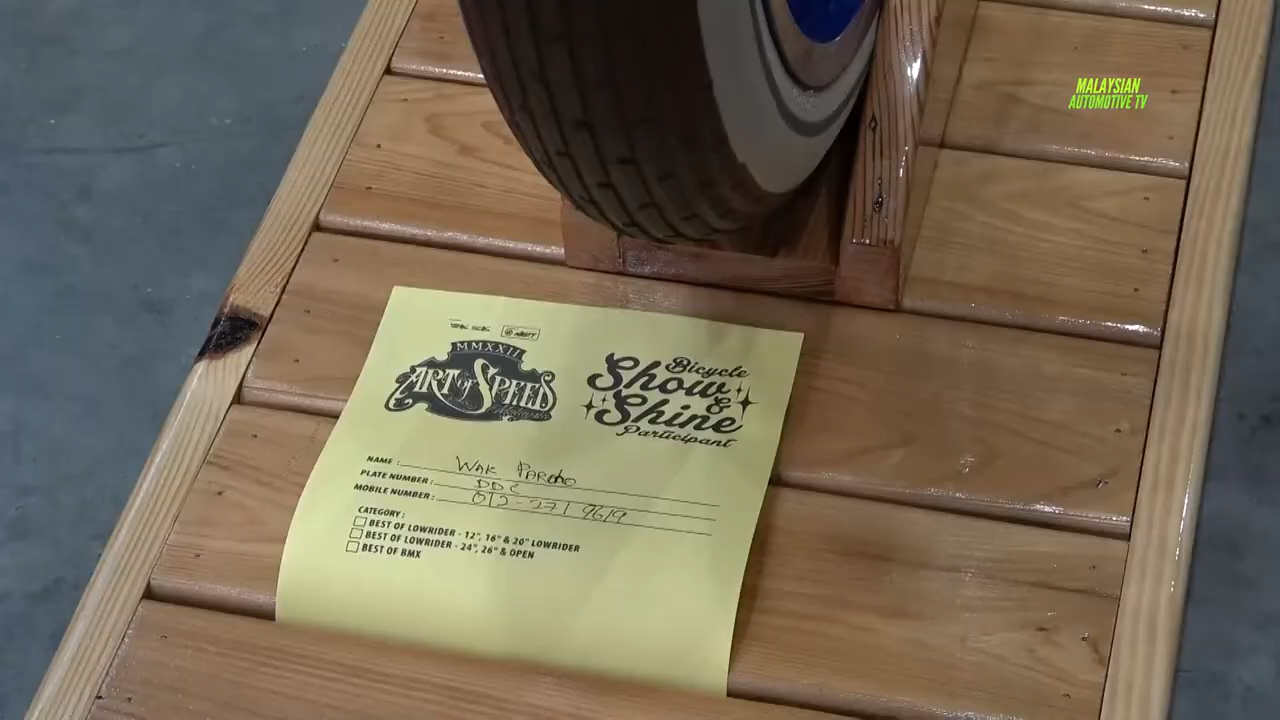 MALAYSIAN
AUTOMOTIVE TV
MMXXII
ART of SPEED
Malaysia
Bicycle
Show &
Shine
Participant
NAME : WAK
PLATE NUMBER : DDC
MOBILE NUMBER : 012-271 9619
CATEGORY :
BEST OF LOWRIDER - 12", 16" & 20" LOWRIDER
BEST OF LOWRIDER - 24", 26" & OPEN
BEST OF BMX